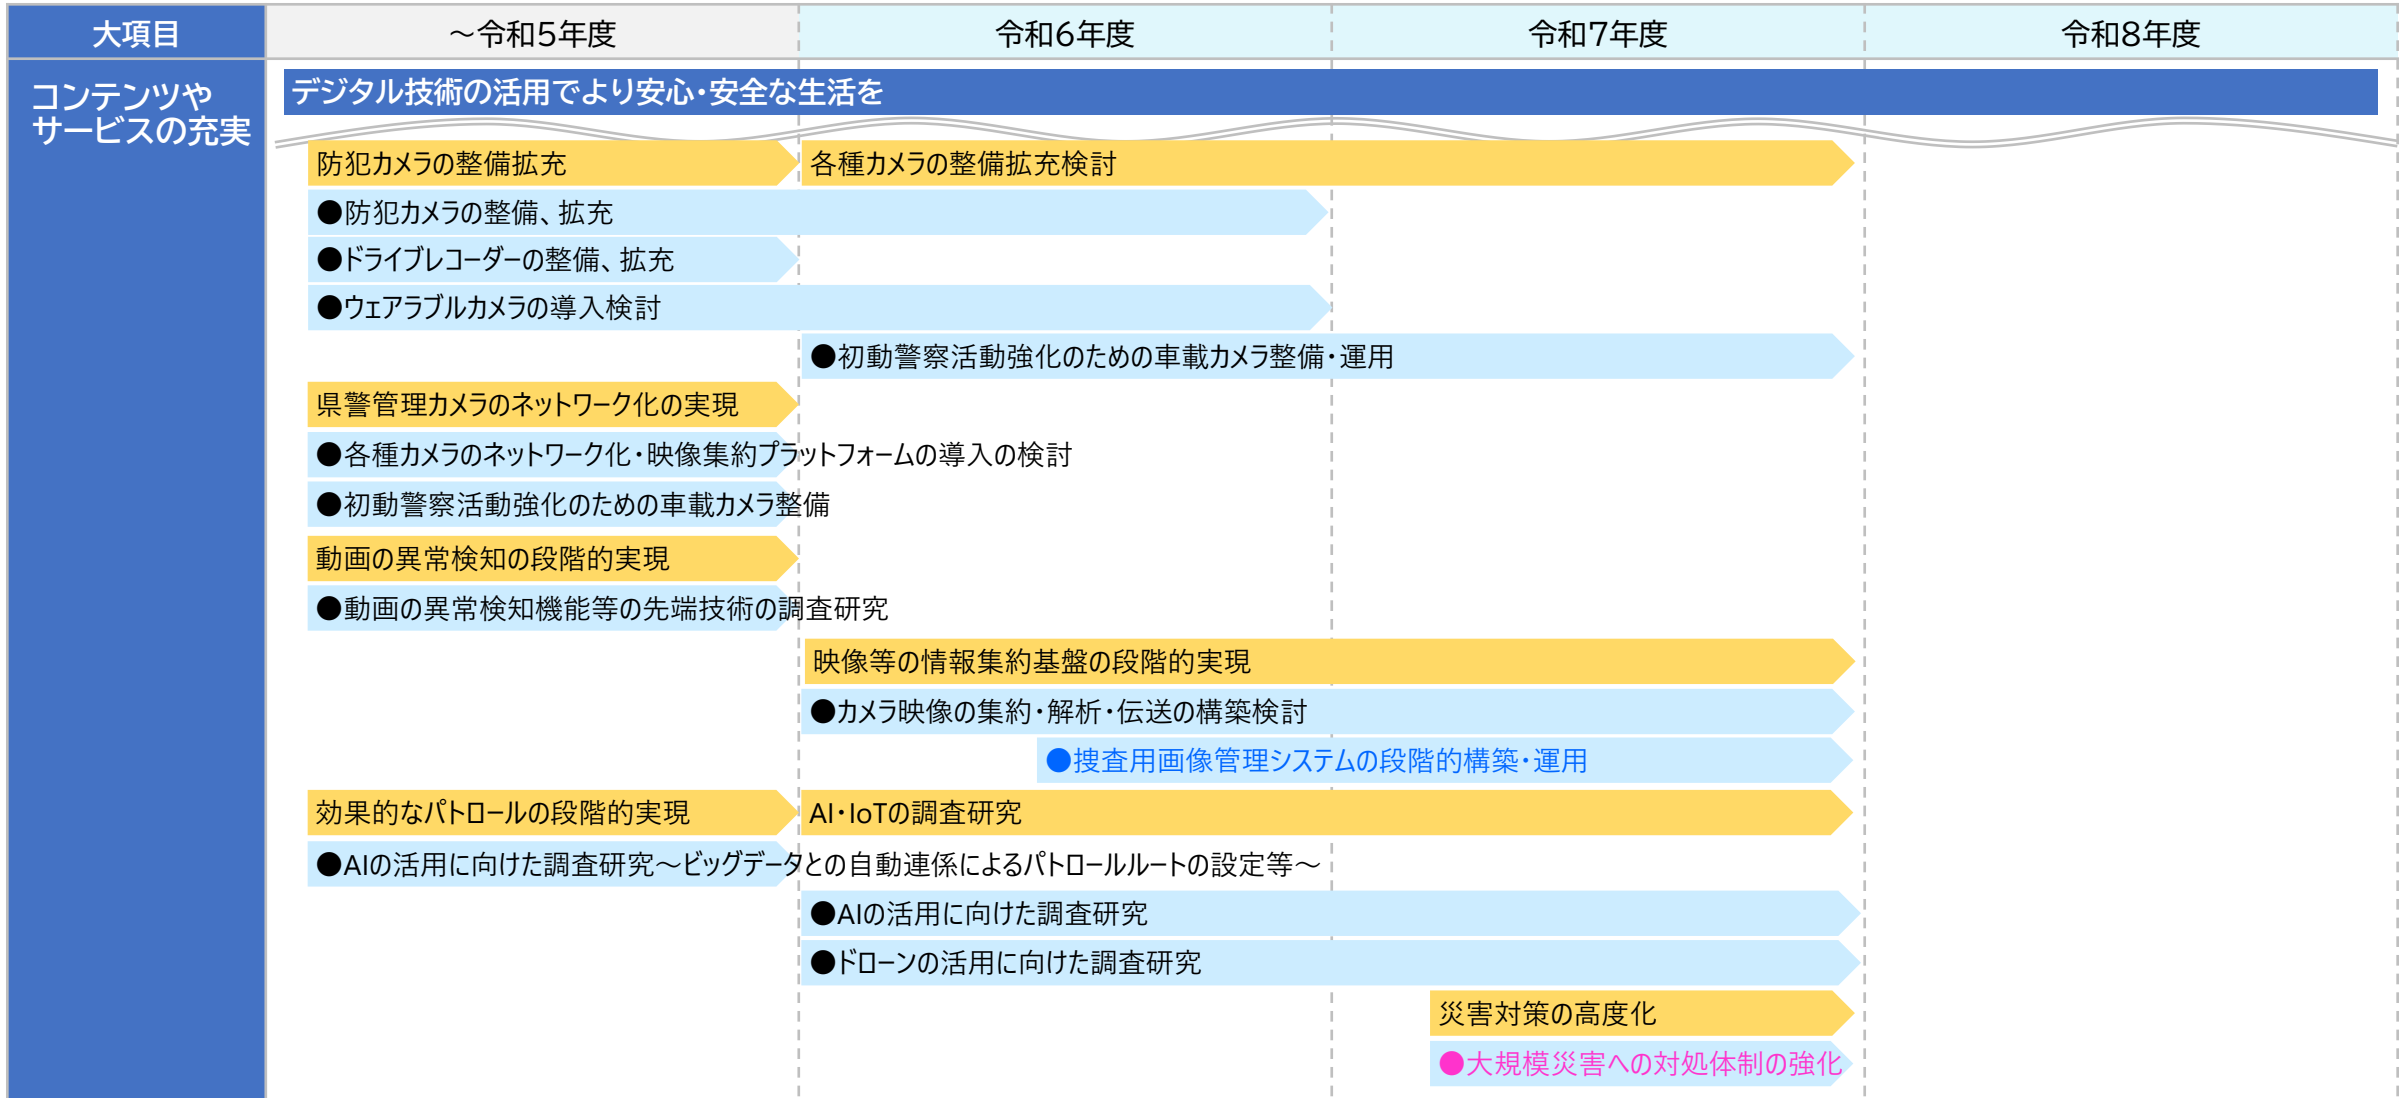 大項目
～令和5年度
令和6年度
令和7年度
令和8年度
コンテンツや
サービスの充実
デジタル技術の活用でより安心・安全な生活を
防犯カメラの整備拡充
各種カメラの整備拡充検討
●防犯カメラの整備、拡充
●ドライブレコーダーの整備、拡充
●ウェアラブルカメラの導入検討
●初動警察活動強化のための車載カメラ整備・運用
県警管理カメラのネットワーク化の実現
●各種カメラのネットワーク化・映像集約プラットフォームの導入の検討
●初動警察活動強化のための車載カメラ整備
動画の異常検知の段階的実現
●動画の異常検知機能等の先端技術の調査研究
映像等の情報集約基盤の段階的実現
●カメラ映像の集約・解析・伝送の構築検討
●捜査用画像管理システムの段階的構築・運用
効果的なパトロールの段階的実現
AI・IoTの調査研究
●AIの活用に向けた調査研究～ビッグデータとの自動連係によるパトロールルートの設定等～
●AIの活用に向けた調査研究
●ドローンの活用に向けた調査研究
災害対策の高度化
●大規模災害への対処体制の強化